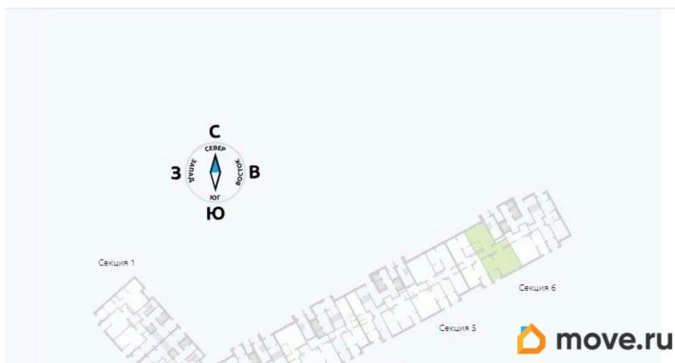 С
СЕВЕР
З
ЗАПАД
ВОСТОК
В
ЮГ
Ю
Секция 1
Секция 6
Секция 5
move.ru